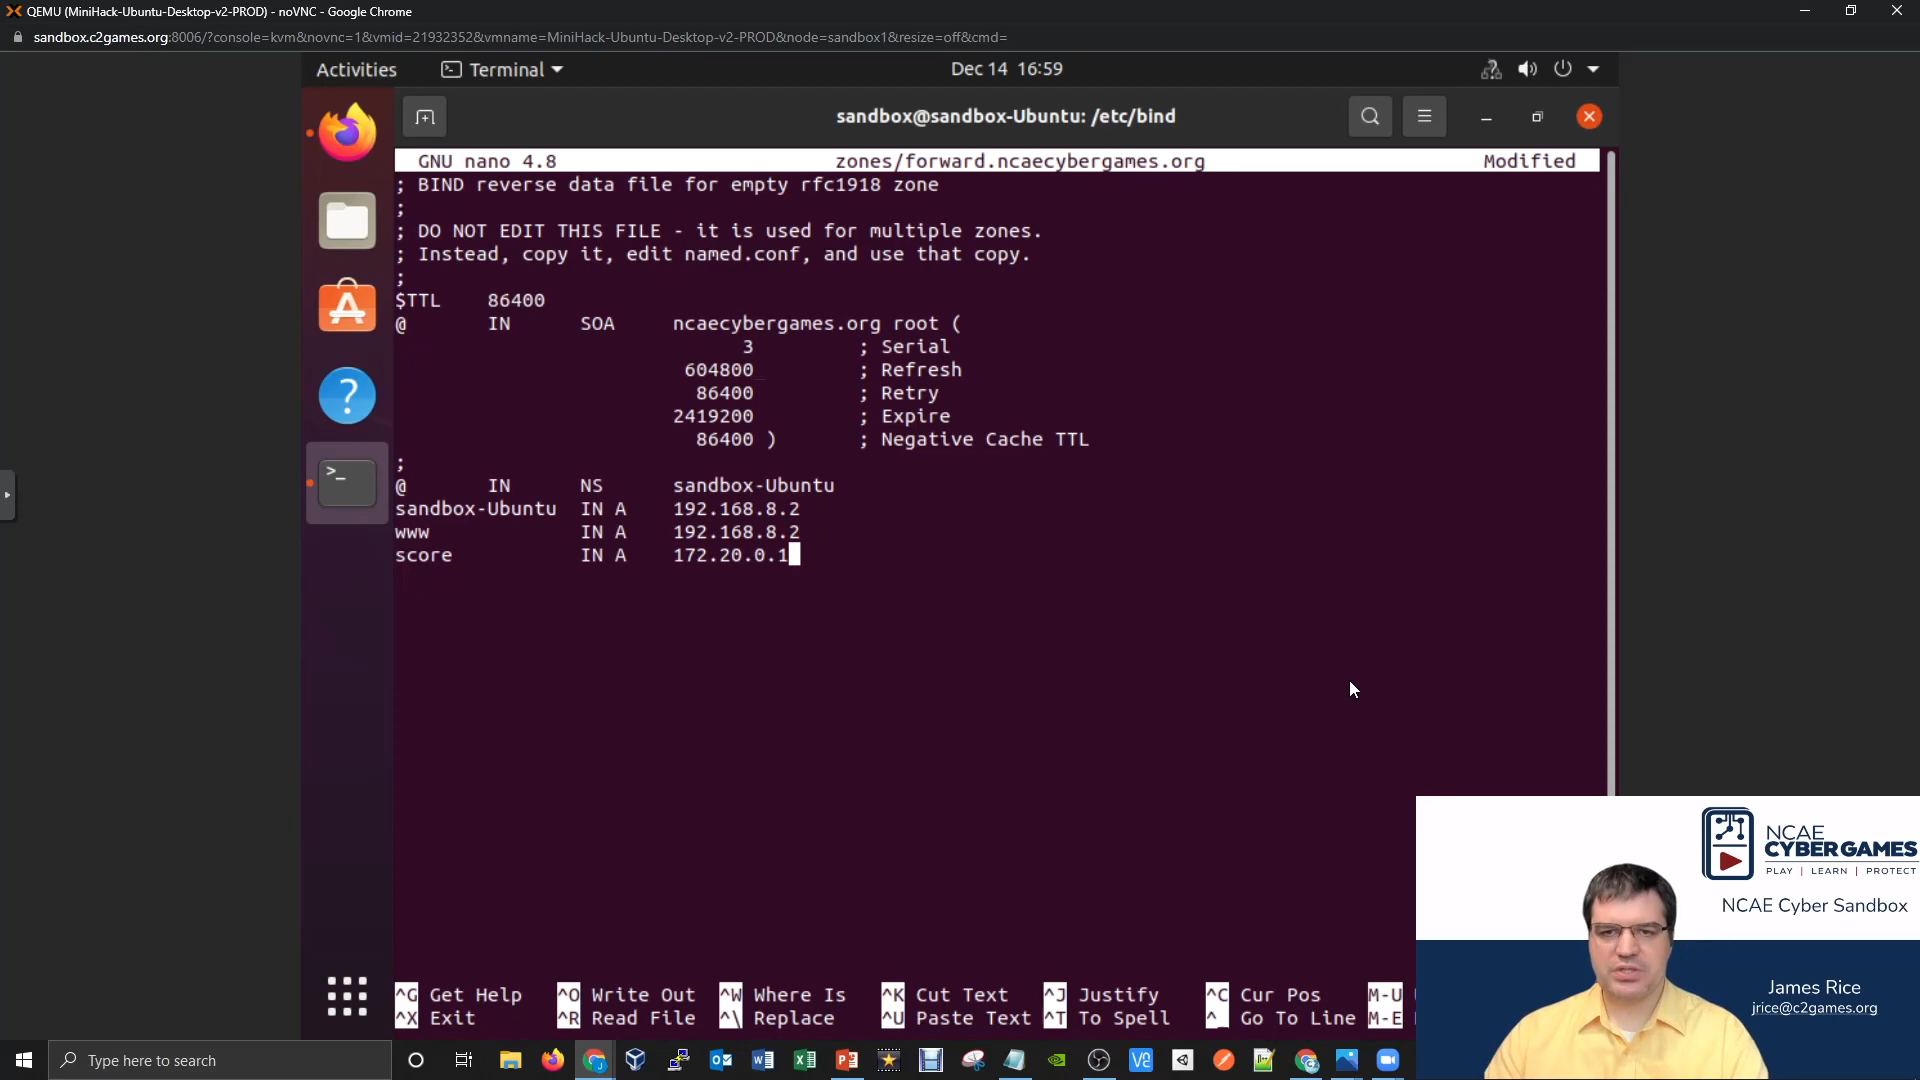 QEMU (MiniHack-Ubuntu-Desktop-v2-PROD) - noVNC - Google Chrome
sandbox.c2games.org:8006/?console=kvm&novnc=1&vmid=21932352&vmname=MiniHack-Ubuntu-Desktop-v2-PROD&node=sandbox1&resize=off&cmd=
Activities Terminal Dec 14 16:59
sandbox@sandbox-Ubuntu: /etc/bind
GNU nano 4.8 zones/forward.ncaecybergames.org Modified
; BIND reverse data file for empty rfc1918 zone
;
; DO NOT EDIT THIS FILE - it is used for multiple zones.
; Instead, copy it, edit named.conf, and use that copy.
;
$TTL 86400
@ IN SOA ncaecybergames.org root (
3 ; Serial
604800 ; Refresh
86400 ; Retry
2419200 ; Expire
86400 ) ; Negative Cache TTL
;
@ IN NS sandbox-Ubuntu
sandbox-Ubuntu IN A 192.168.8.2
www IN A 192.168.8.2
score IN A 172.20.0.1
^G Get Help ^O Write Out ^W Where Is ^K Cut Text ^J Justify ^C Cur Pos M-U
^X Exit ^R Read File ^\ Replace ^U Paste Text ^T To Spell ^_ Go To Line M-E
NCAE
CYBERGAMES
PLAY | LEARN | PROTECT
NCAE Cyber Sandbox
James Rice
jrice@c2games.org
Type here to search